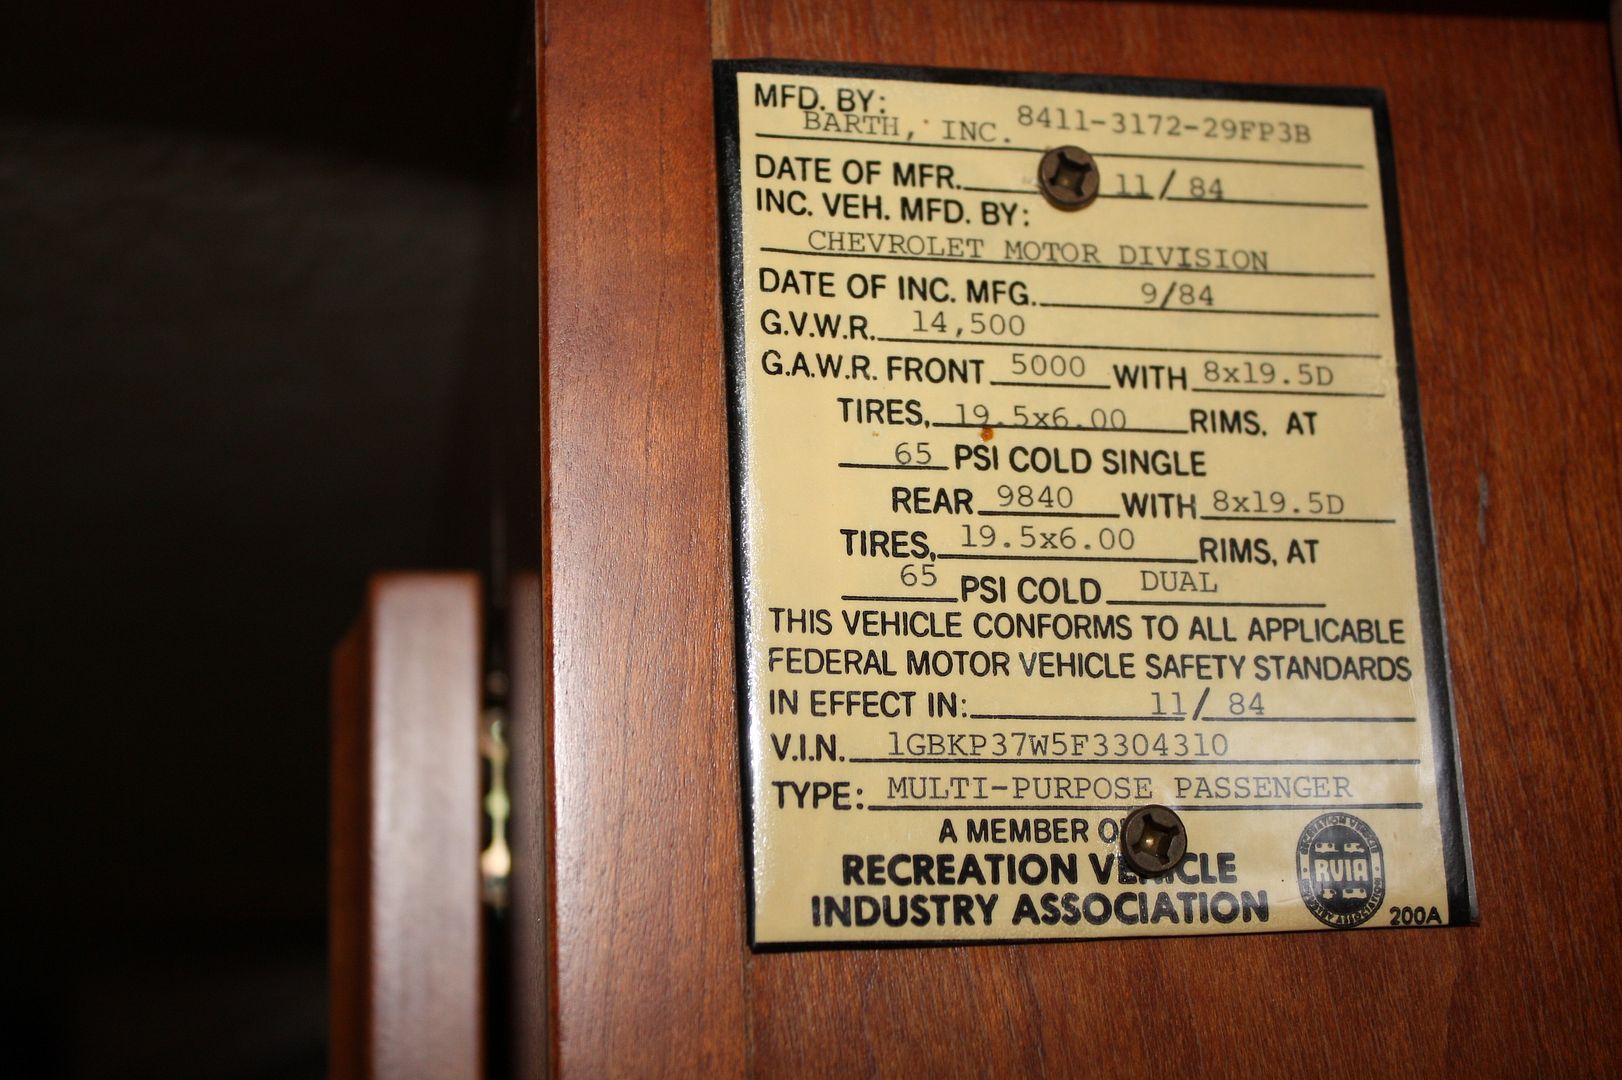 MFD. BY:
BARTH, INC. 8411-3172-29FP3B
DATE OF MFR. 11/84
INC. VEH. MFD. BY:
CHEVROLET MOTOR DIVISION
DATE OF INC. MFG. 9/84
G.V.W.R. 14,500
G.A.W.R. FRONT 5000 WITH 8x19.5D
TIRES, 19.5x6.00 RIMS. AT
65 PSI COLD SINGLE
REAR 9840 WITH 8x19.5D
TIRES, 19.5x6.00 RIMS, AT
65 PSI COLD DUAL
THIS VEHICLE CONFORMS TO ALL APPLICABLE
FEDERAL MOTOR VEHICLE SAFETY STANDARDS
IN EFFECT IN: 11/84
V.I.N. 1GBKP37W5F3304310
TYPE: MULTI-PURPOSE PASSENGER
A MEMBER OF
RECREATION VEHICLE
INDUSTRY ASSOCIATION
RVIA
200A